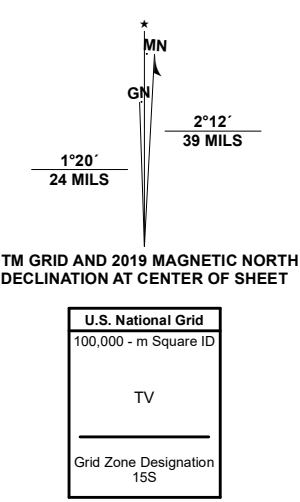 MN
GN
2°12´
39 MILS
1°20´
24 MILS
TM GRID AND 2019 MAGNETIC NORTH
DECLINATION AT CENTER OF SHEET
U.S. National Grid
100,000 - m Square ID
TV
Grid Zone Designation
15S